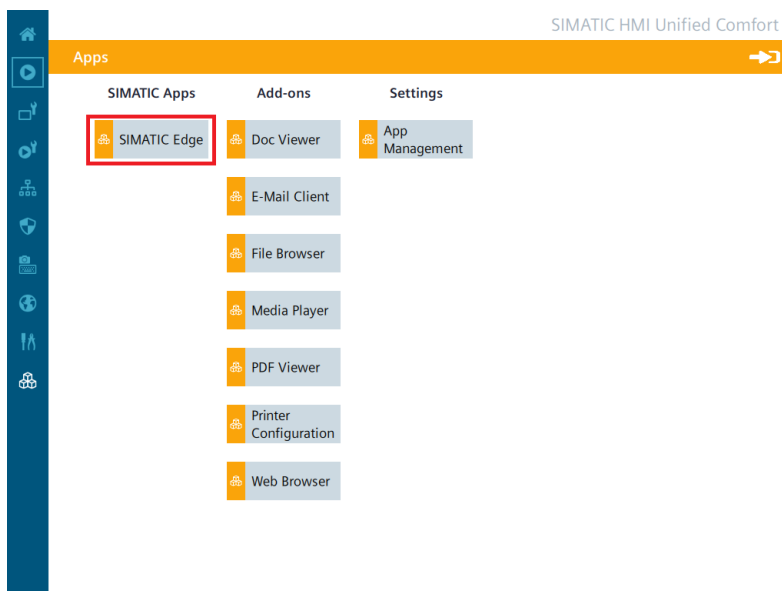 SIMATIC HMI Unified Comfort
Apps
SIMATIC Apps
Add-ons
Settings
SIMATIC Edge
Doc Viewer
App
Management
E-Mail Client
File Browser
Media Player
PDF Viewer
Printer
Configuration
Web Browser